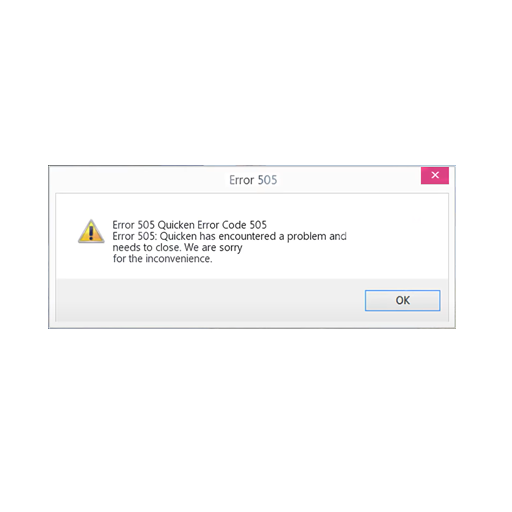 Error 505
Error 505 Quicken Error Code 505
Error 505: Quicken has encountered a problem and
needs to close. We are sorry
for the inconvenience.
OK